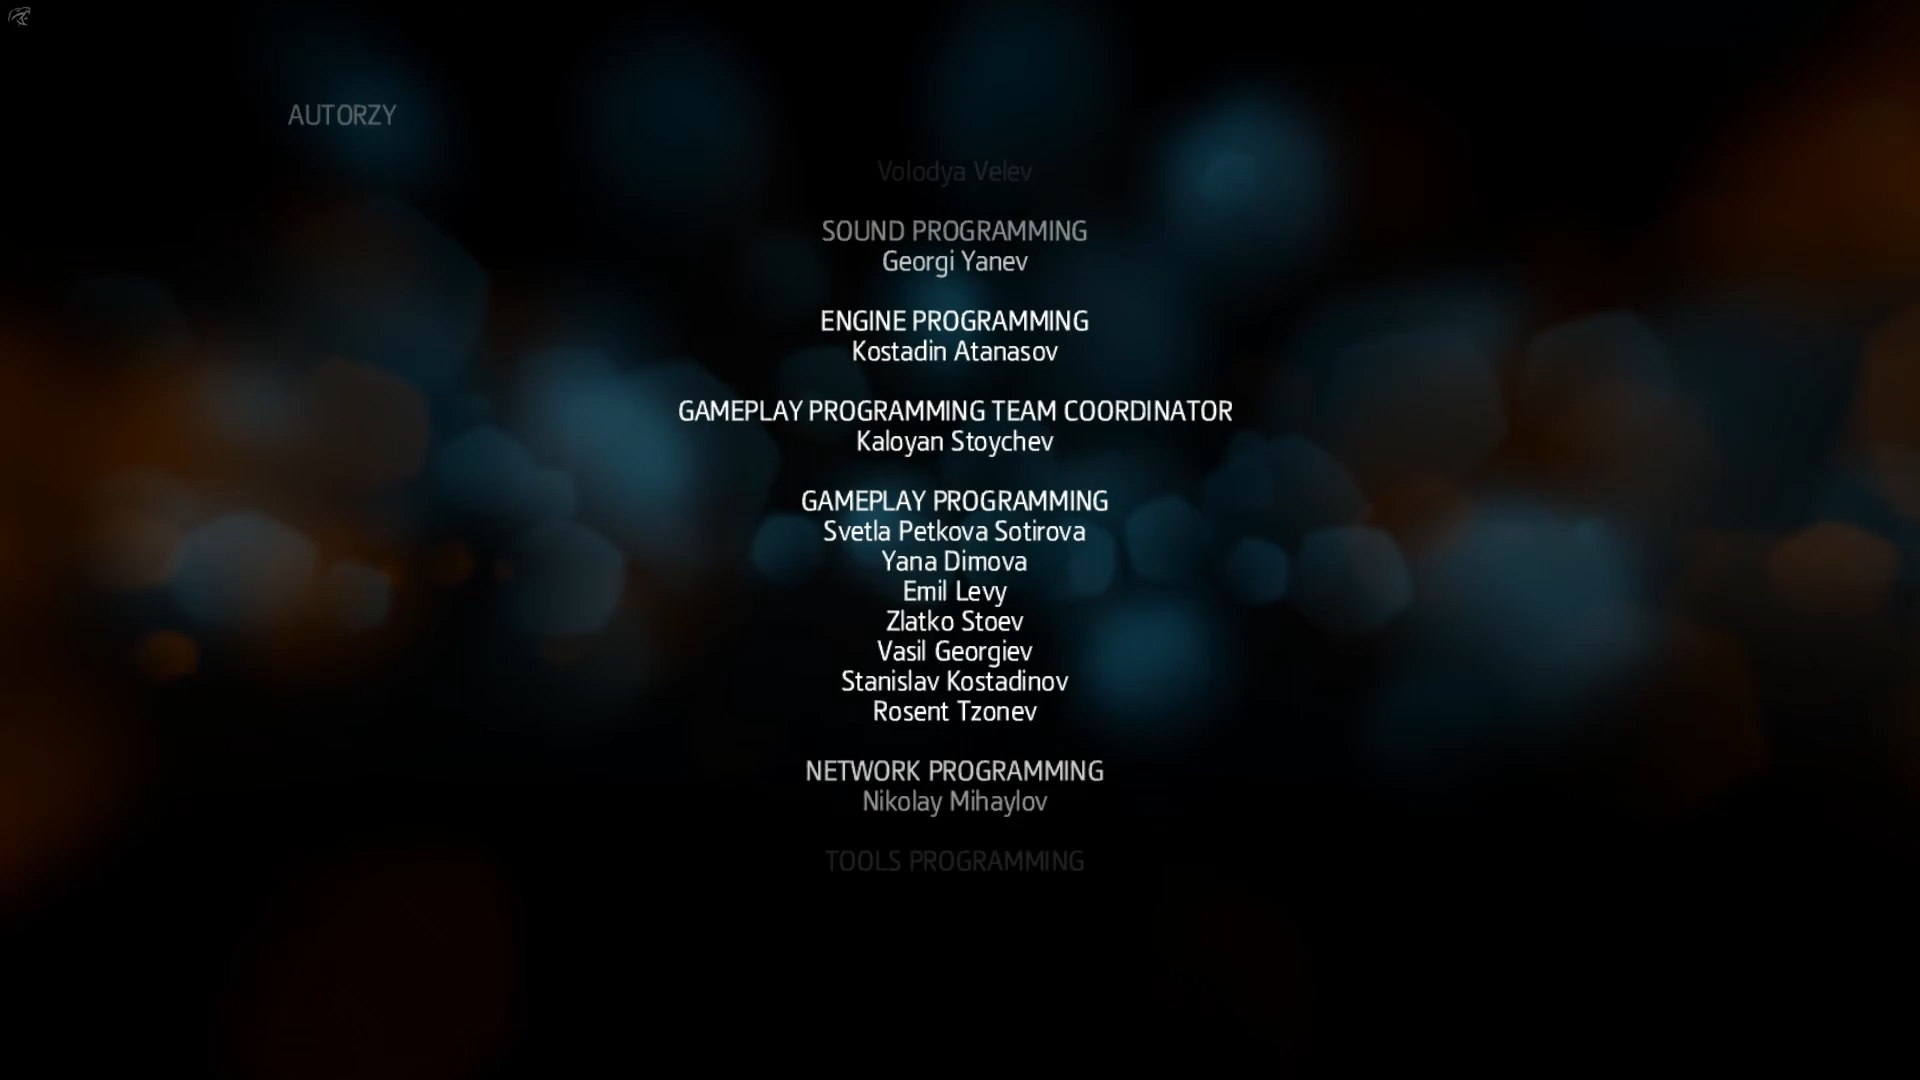 AUTORZY
Volodya Velev
SOUND PROGRAMMING
Georgi Yanev
ENGINE PROGRAMMING
Kostadin Atanasov
GAMEPLAY PROGRAMMING TEAM COORDINATOR
Kaloyan Stoychev
GAMEPLAY PROGRAMMING
Svetla Petkova Sotirova
Yana Dimova
Emil Levy
Zlatko Stoev
Vasil Georgiev
Stanislav Kostadinov
Rosent Tzonev
NETWORK PROGRAMMING
Nikolay Mihaylov
TOOLS PROGRAMMING